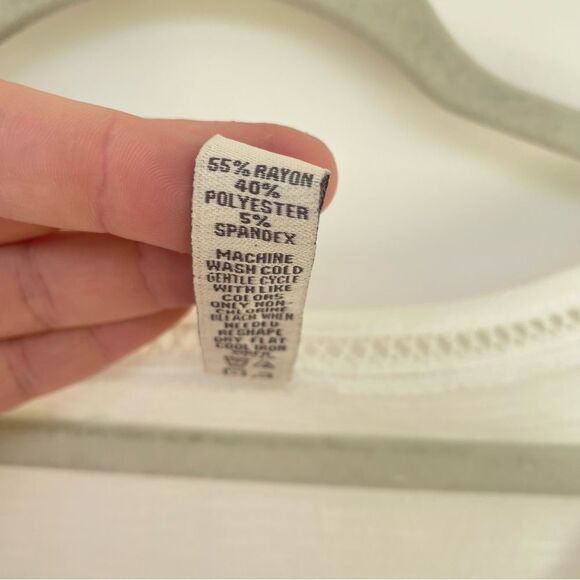 55% RAYON
40%
POLYESTER
5%
SPANDEX
MACHINE
WASH COLD
GENTLE CYCLE
WITH LIKE
COLORS
ONLY NON-
CHLORINE
BLEACH WHEN
NEEDED
RESHAPE
DRY FLAT
COOL IRON